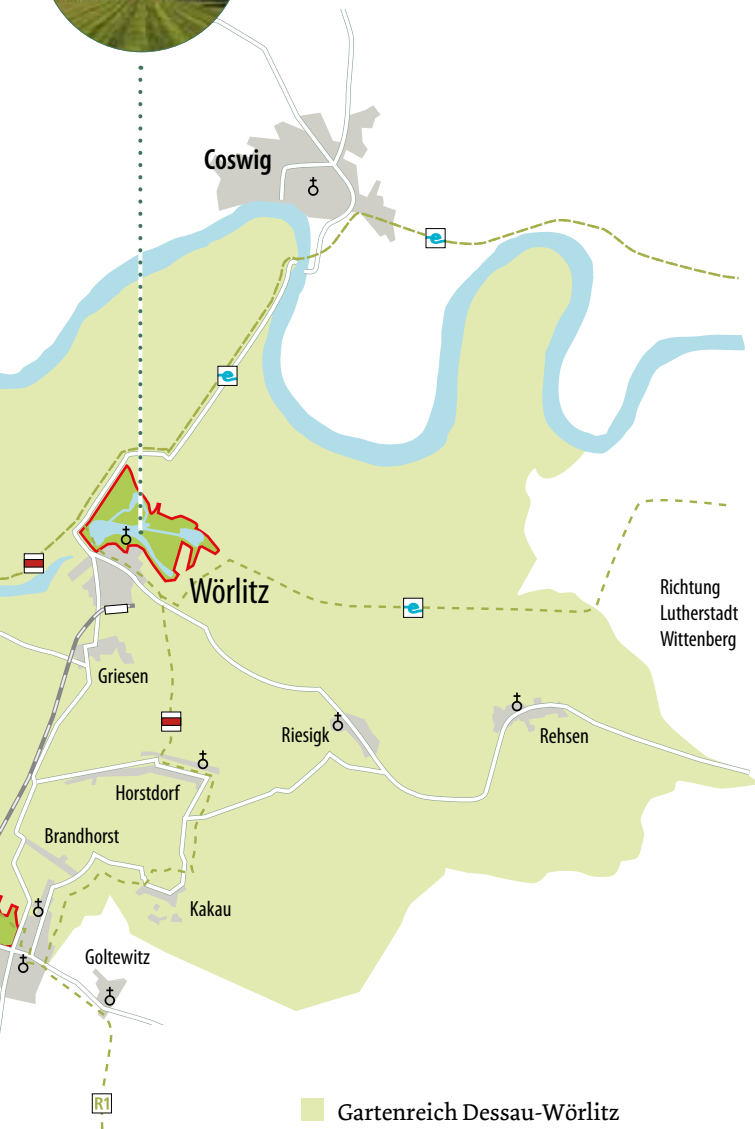 Coswig
e
e
Wörlitz
e
Richtung
Lutherstadt
Wittenberg
Griesen
Riesigk
Rehsen
Horstdorf
Brandhorst
Kakau
Goltewitz
R1
Gartenreich Dessau-Wörlitz